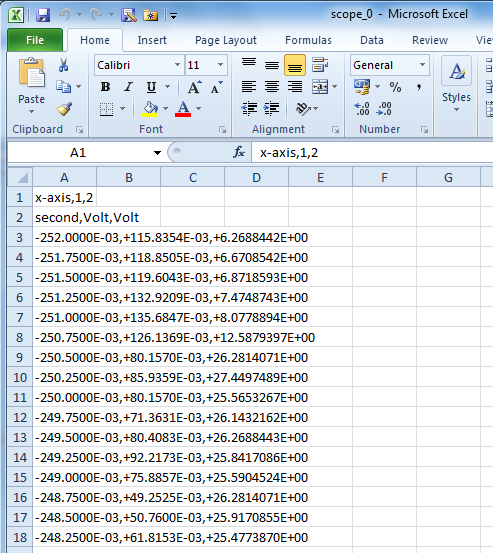 scope_0 - Microsoft Excel
File Home Insert Page Layout Formulas Data Review View
Paste
Calibri 11
B I U A A
General
$ % ,
Styles
Clipboard Font Alignment Number
A1 fx x-axis,1,2
A B C D E F G
1 x-axis,1,2
2 second,Volt,Volt
3 -252.0000E-03,+115.8354E-03,+6.2688442E+00
4 -251.7500E-03,+118.8505E-03,+6.6708542E+00
5 -251.5000E-03,+119.6043E-03,+6.8718593E+00
6 -251.2500E-03,+132.9209E-03,+7.4748743E+00
7 -251.0000E-03,+135.6847E-03,+8.0778894E+00
8 -250.7500E-03,+126.1369E-03,+12.5879397E+00
9 -250.5000E-03,+80.1570E-03,+26.2814071E+00
10 -250.2500E-03,+85.9359E-03,+27.4497489E+00
11 -250.0000E-03,+80.1570E-03,+25.5653267E+00
12 -249.7500E-03,+71.3631E-03,+26.1432162E+00
13 -249.5000E-03,+80.4083E-03,+26.2688443E+00
14 -249.2500E-03,+92.2173E-03,+25.8417086E+00
15 -249.0000E-03,+75.8857E-03,+25.5904524E+00
16 -248.7500E-03,+49.2525E-03,+26.2814071E+00
17 -248.5000E-03,+50.7600E-03,+25.9170855E+00
18 -248.2500E-03,+61.8153E-03,+25.4773870E+00